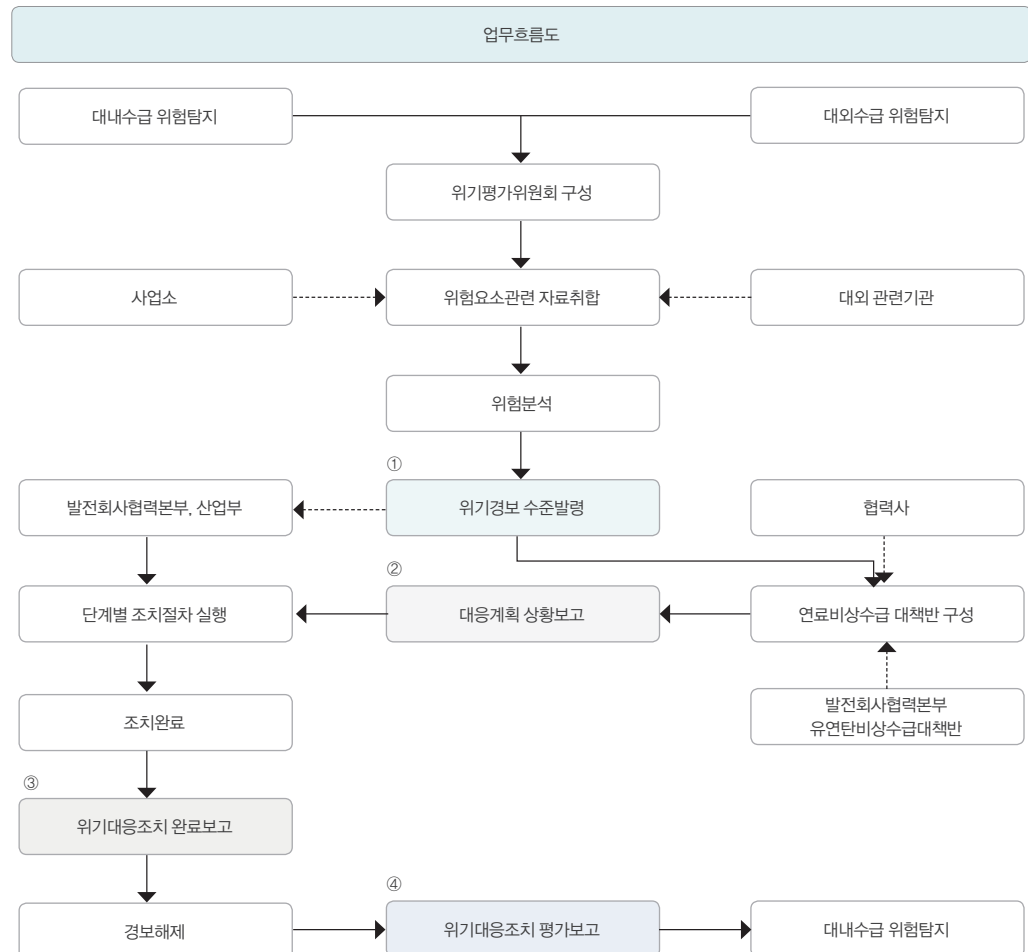 업무흐름도
대내수급 위험탐지
대외수급 위험탐지
위기평가위원회 구성
사업소
위험요소관련 자료취합
대외 관련기관
위험분석
①
발전회사협력본부, 산업부
위기경보 수준발령
협력사
②
단계별 조치절차 실행
대응계획 상황보고
연료비상수급 대책반 구성
조치완료
발전회사협력본부
유연탄비상수급대책반
③
위기대응조치 완료보고
④
경보해제
위기대응조치 평가보고
대내수급 위험탐지